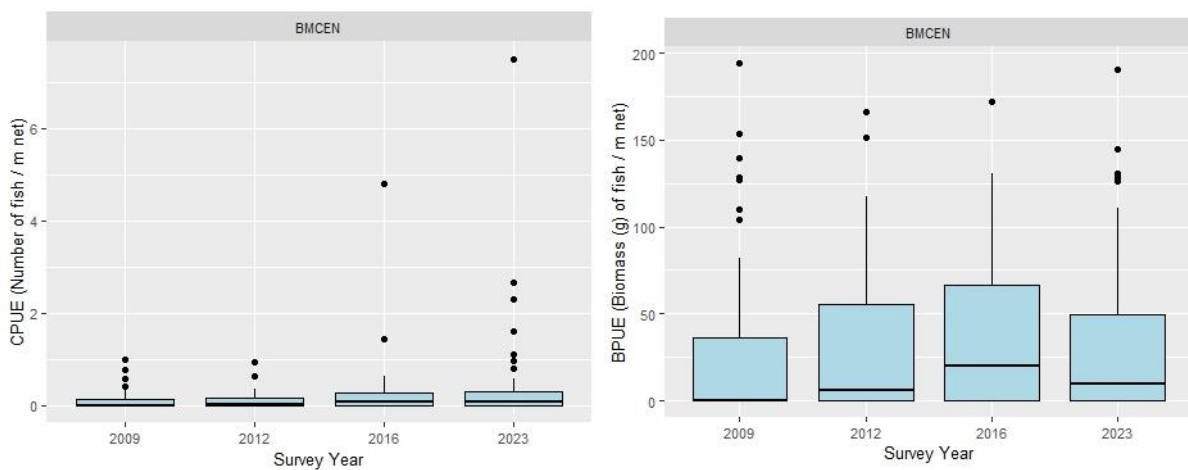 BMCEN
CPUE (Number of fish / m net)
6
4
2
0
2009 2012 2016 2023
Survey Year
BMCEN
BPUE (Biomass (g) of fish / m net)
200
150
100
50
0
2009 2012 2016 2023
Survey Year